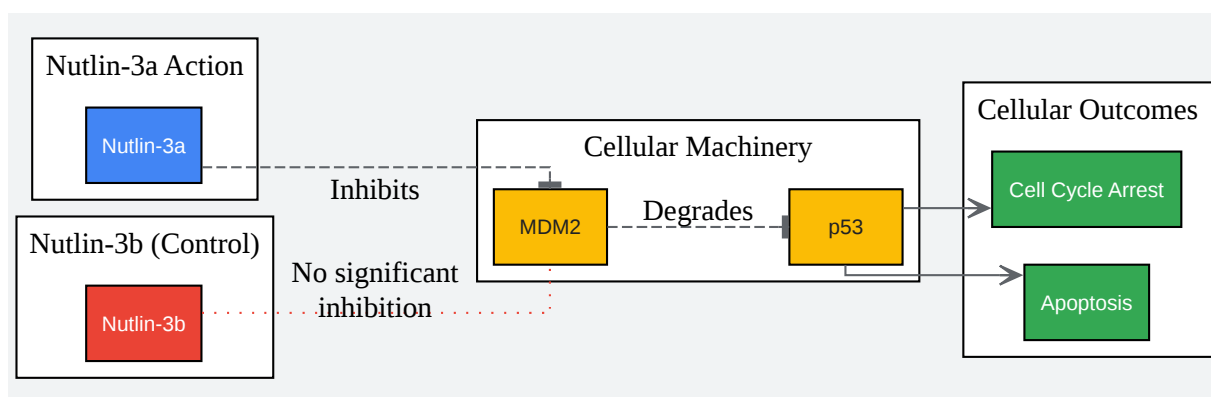 Nutlin-3a Action
Nutlin-3a
Inhibits
Nutlin-3b (Control)
Nutlin-3b
No significant
inhibition
Cellular Machinery
MDM2
Degrades
p53
Cellular Outcomes
Cell Cycle Arrest
Apoptosis